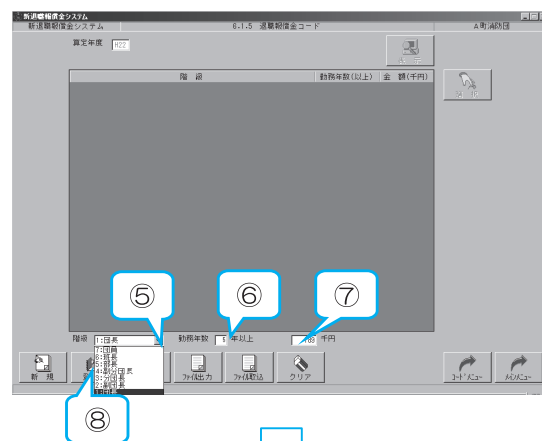 新退職報償金システム
新退職報償金システム 6.1.5 退職報償金コード A町消防団
算定年度 H22
表 示
階 級 勤務年数(以上) 金 額(千円)
選 択
⑤ ⑥ ⑦
階級 1:団長 勤務年数 5 年以上 189 千円
7:団員
6:班長
5:部長
4:副分団長
3:分団長
2:副団長
1:団長
新 規 ファイル出力 ファイル取込 クリア コードメニュー メインメニュー
⑧